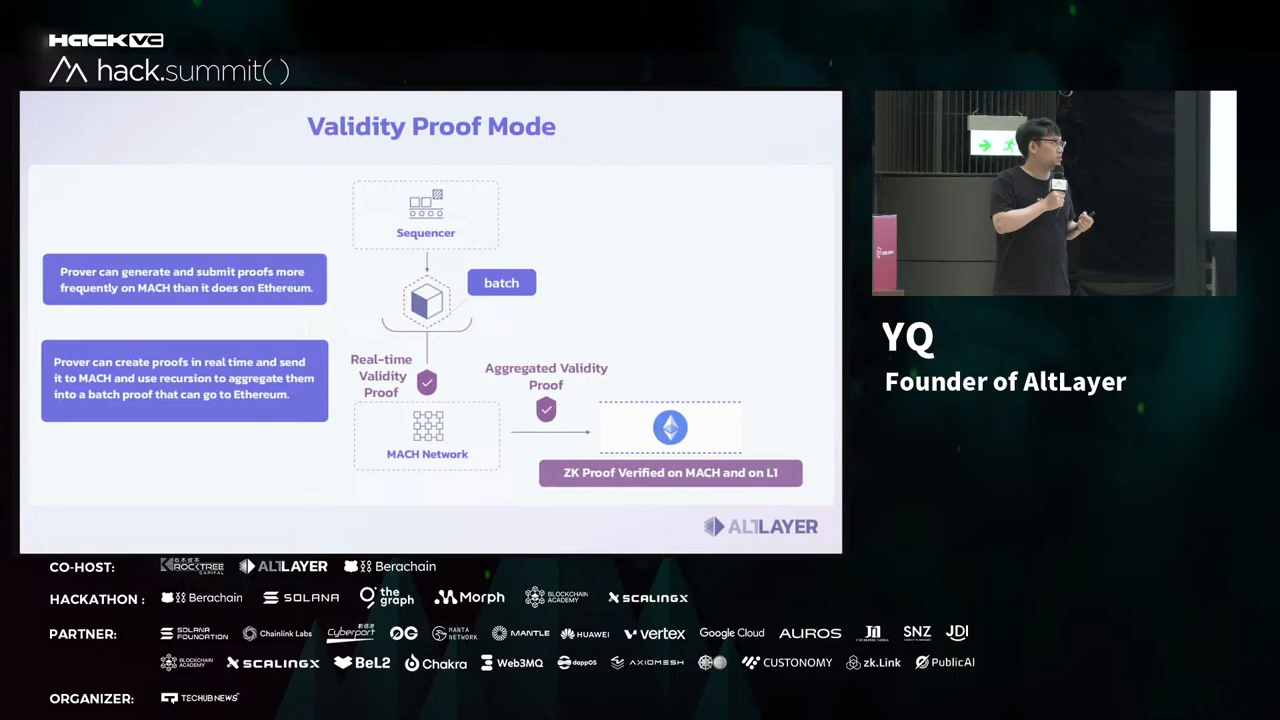 HACK VC
hack.summit()
Validity Proof Mode
Sequencer
batch
Prover can generate and submit proofs more
frequently on MACH than it does on Ethereum.
Prover can create proofs in real time and send
it to MACH and use recursion to aggregate them
into a batch proof that can go to Ethereum.
Real-time
Validity
Proof
Aggregated Validity
Proof
MACH Network
ZK Proof Verified on MACH and on L1
ALTLAYER
YQ
Founder of AltLayer
CO-HOST:
ROCKTREE
CAPITAL
ALTLAYER
Berachain
HACKATHON :
Berachain
SOLANA
the
graph
Morph
BLOCKCHAIN
ACADEMY
SCALINGX
PARTNER:
SOLANA
FOUNDATION
Chainlink Labs
Cyberport
0G
MANTA
NETWORK
MANTLE
HUAWEI
vertex
Google Cloud
AUROS
SNZ
JDI
BLOCKCHAIN
ACADEMY
SCALINGX
BeL2
Chakra
Web3MQ
dappOS
AXIOMESH
CUSTONOMY
zk.Link
PublicAI
ORGANIZER:
TECHUB NEWS